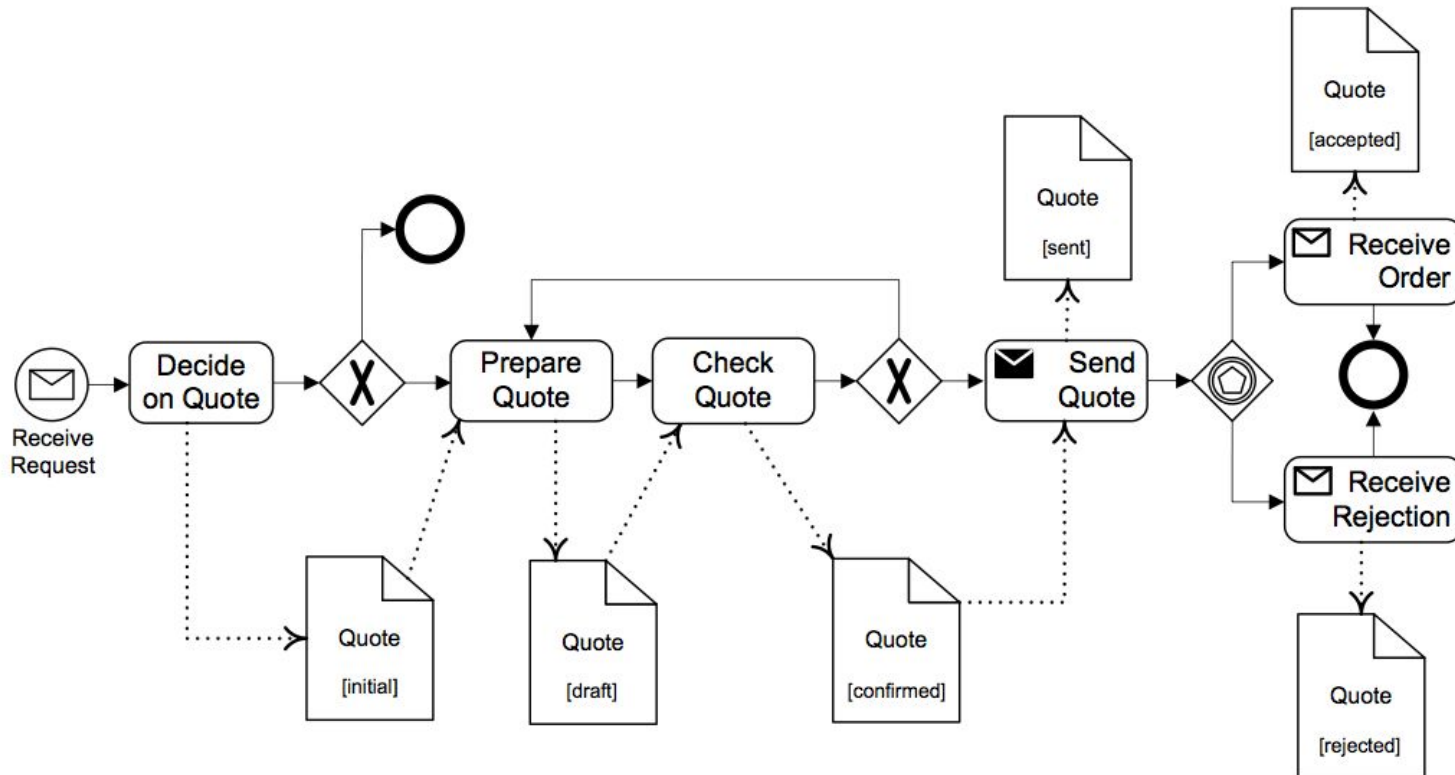 Quote
[accepted]
Quote
[sent]
Receive
Order
Receive
Request
Decide
on Quote
X
Prepare
Quote
Check
Quote
X
Send
Quote
Receive
Rejection
Quote
[initial]
Quote
[draft]
Quote
[confirmed]
Quote
[rejected]